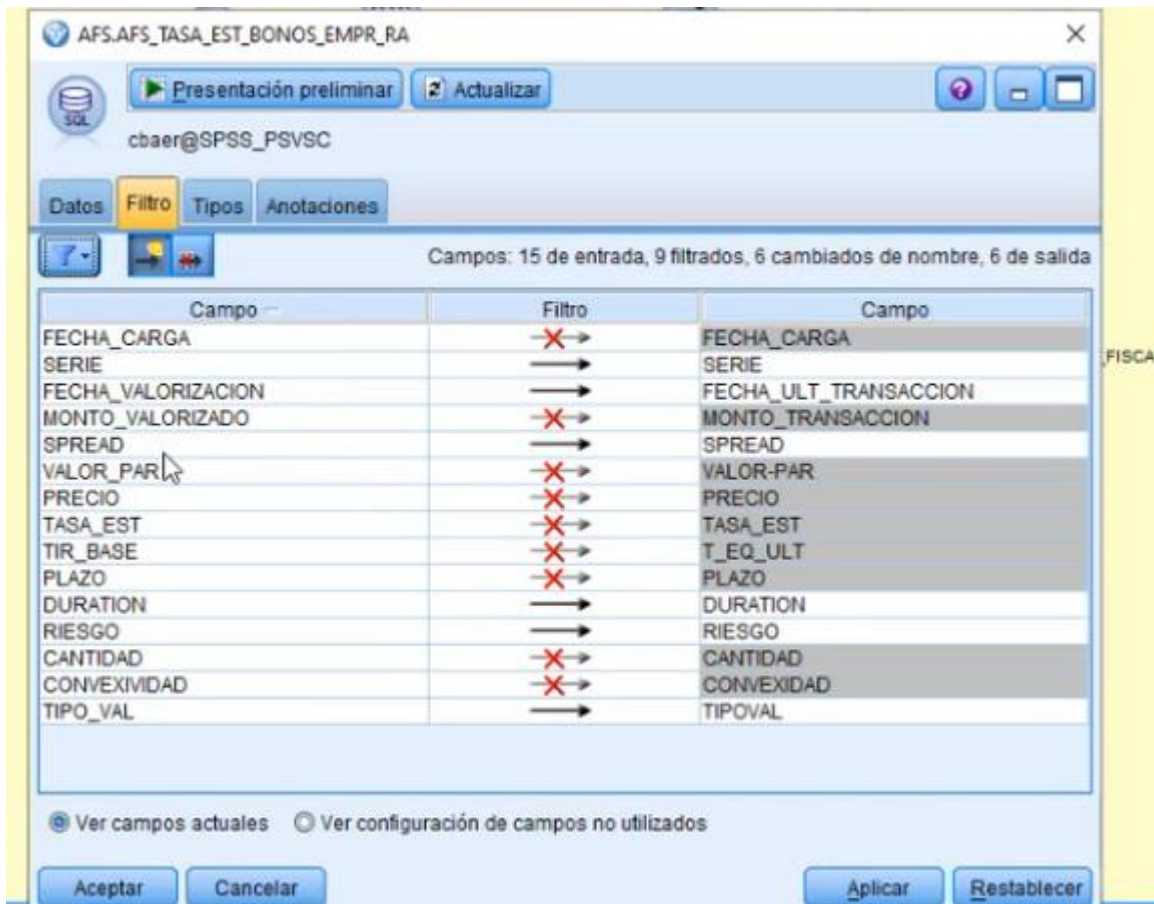 AFS.AFS_TASA_EST_BONOS_EMPR_RA
Presentación preliminar Actualizar
SQL
cbaer@SPSS_PSVSC
Datos Filtro Tipos Anotaciones
Campos: 15 de entrada, 9 filtrados, 6 cambiados de nombre, 6 de salida
Campo Filtro Campo
FECHA_CARGA FECHA_CARGA
_FISCA
SERIE SERIE
FECHA_VALORIZACION FECHA_ULT_TRANSACCION
MONTO_VALORIZADO MONTO_TRANSACCION
SPREAD SPREAD
VALOR_PAR VALOR-PAR
PRECIO PRECIO
TASA_EST TASA_EST
TIR_BASE T_EQ_ULT
PLAZO PLAZO
DURATION DURATION
RIESGO RIESGO
CANTIDAD CANTIDAD
CONVEXIVIDAD CONVEXIDAD
TIPO_VAL TIPOVAL
Ver campos actuales Ver configuración de campos no utilizados
Aceptar Cancelar Aplicar Restablecer